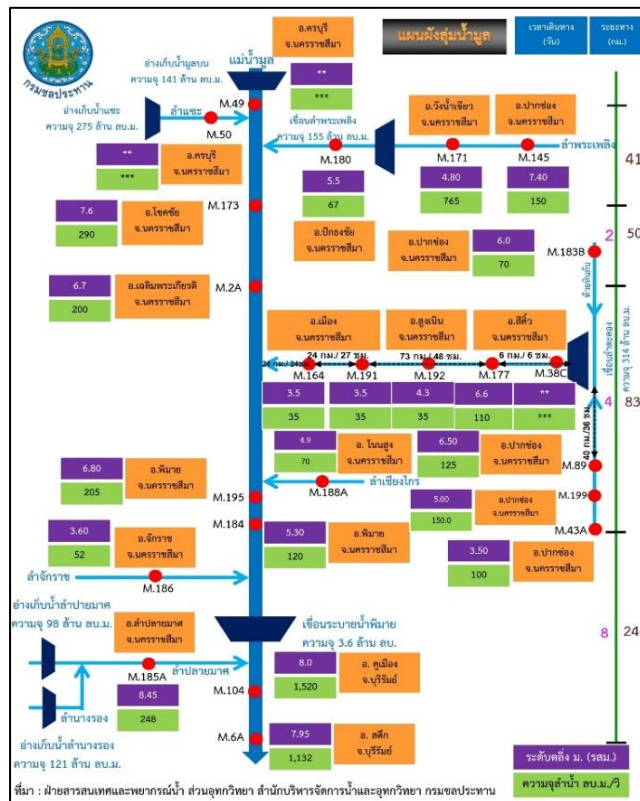 กรมชลประทาน
อ.ครบุรี
จ.นครราชสีมา
แผนผังลุ่มน้ำมูล
เวลาเดินทาง
(วัน)
ระยะทาง
(กม.)
อ่างเก็บน้ำมูลบน
ความจุ 141 ล้าน ลบ.ม.
แม่น้ำมูล
**
***
M.49
อ่างเก็บน้ำแชะ
ความจุ 275 ล้าน ลบ.ม.
ลำแชะ
M.50
เขื่อนลำพระเพลิง
ความจุ 155 ล้าน ลบ.ม.
อ.วังน้ำเขียว
จ.นครราชสีมา
อ.ปากช่อง
จ.นครราชสีมา
M.180
M.171
M.145
ลำพระเพลิง
41
**
***
อ.ครบุรี
จ.นครราชสีมา
5.5
67
4.80
765
7.40
150
7.6
290
อ.โชคชัย
จ.นครราชสีมา
M.173
อ.ปักธงชัย
จ.นครราชสีมา
อ.ปากช่อง
จ.นครราชสีมา
6.0
70
M.183B
2
50
6.7
200
อ.เฉลิมพระเกียรติ
จ.นครราชสีมา
M.2A
อ.เมือง
จ.นครราชสีมา
อ.สูงเนิน
จ.นครราชสีมา
อ.สีคิ้ว
จ.นครราชสีมา
เขื่อนลำตะคอง
ความจุ 314 ล้าน ลบ.ม.
24 กม./ 24 ชม.
24 กม./ 27 ชม.
73 กม./ 48 ชม.
6 กม./ 6 ชม.
M.164
M.191
M.192
M.177
M.38C
3.5
35
3.5
35
4.3
35
6.6
110
**
***
4
83
40 กม./36 ชม.
4.9
70
อ. โนนสูง
จ.นครราชสีมา
6.50
125
อ.ปากช่อง
จ.นครราชสีมา
M.89
6.80
205
อ.พิมาย
จ.นครราชสีมา
M.195
M.188A
ลำเชียงไกร
5.00
150.0
อ.ปากช่อง
จ.นครราชสีมา
M.199
M.184
M.43A
3.60
52
อ.จักราช
จ.นครราชสีมา
5.30
120
อ.พิมาย
จ.นครราชสีมา
3.50
100
อ.ปากช่อง
จ.นครราชสีมา
ลำจักราช
M.186
อ่างเก็บน้ำลำปลายมาศ
ความจุ 98 ล้าน ลบ.ม.
อ.ลำปลายมาศ
จ.นครราชสีมา
เขื่อนระบายน้ำพิมาย
ความจุ 3.6 ล้าน ลบ.
8
24
M.185A
ลำปลายมาศ
8.45
248
M.104
8.0
1,520
อ. คูเมือง
จ.บุรีรัมย์
ลำนางรอง
อ่างเก็บน้ำลำนางรอง
ความจุ 121 ล้าน ลบ.ม.
M.6A
7.95
1,132
อ. สตึก
จ.บุรีรัมย์
ระดับตลิ่ง ม. (รสม.)
ความจุลำน้ำ ลบ.ม./วิ
ที่มา : ฝ่ายสารสนเทศและพยากรณ์น้ำ ส่วนอุทกวิทยา สำนักบริหารจัดการน้ำและอุทกวิทยา กรมชลประทาน